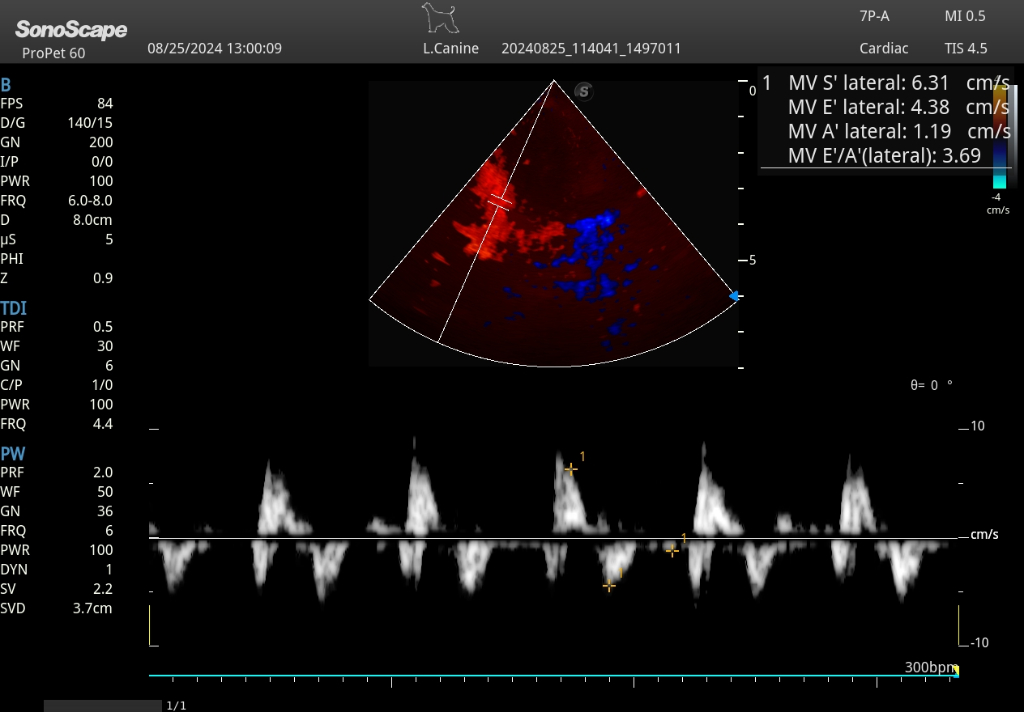 SonoScape
ProPet 60
08/25/2024 13:00:09
L.Canine 20240825_114041_1497011
7P-A MI 0.5
Cardiac TIS 4.5
B
FPS 84
D/G 140/15
GN 200
I/P 0/0
PWR 100
FRQ 6.0-8.0
D 8.0cm
µS 5
PHI
Z 0.9
TDI
PRF 0.5
WF 30
GN 6
C/P 1/0
PWR 100
FRQ 4.4
PW
PRF 2.0
WF 50
GN 36
FRQ 6
PWR 100
DYN 1
SV 2.2
SVD 3.7cm
S
0
5
1 MV S' lateral: 6.31 cm/s
MV E' lateral: 4.38 cm/s
MV A' lateral: 1.19 cm/s
MV E'/A'(lateral): 3.69
-4
cm/s
θ= 0 °
10
1
cm/s
1
1
-10
300bpm
1/1